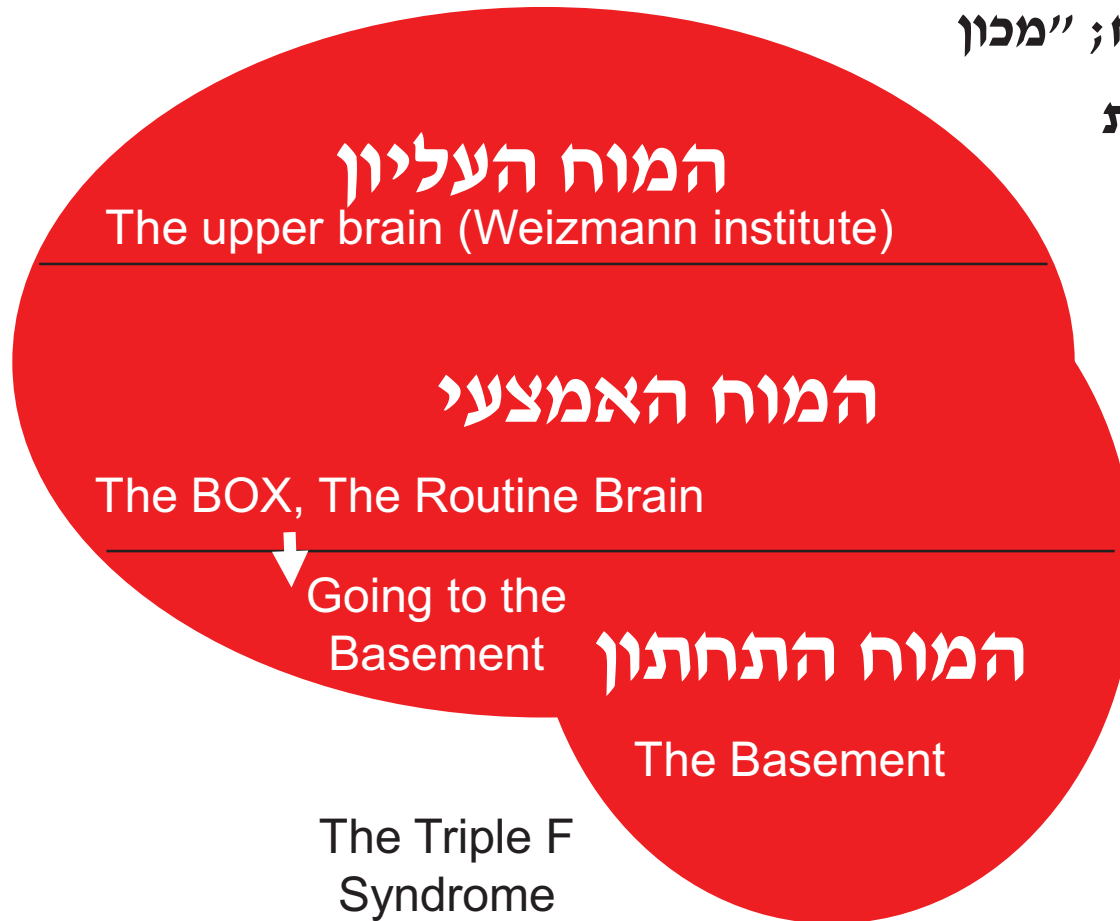 ; ״מכון
המוח העליון
The upper brain (Weizmann institute)
המוח האמצעי
The BOX, The Routine Brain
Going to the
Basement
המוח התחתון
The Basement
The Triple F
Syndrome